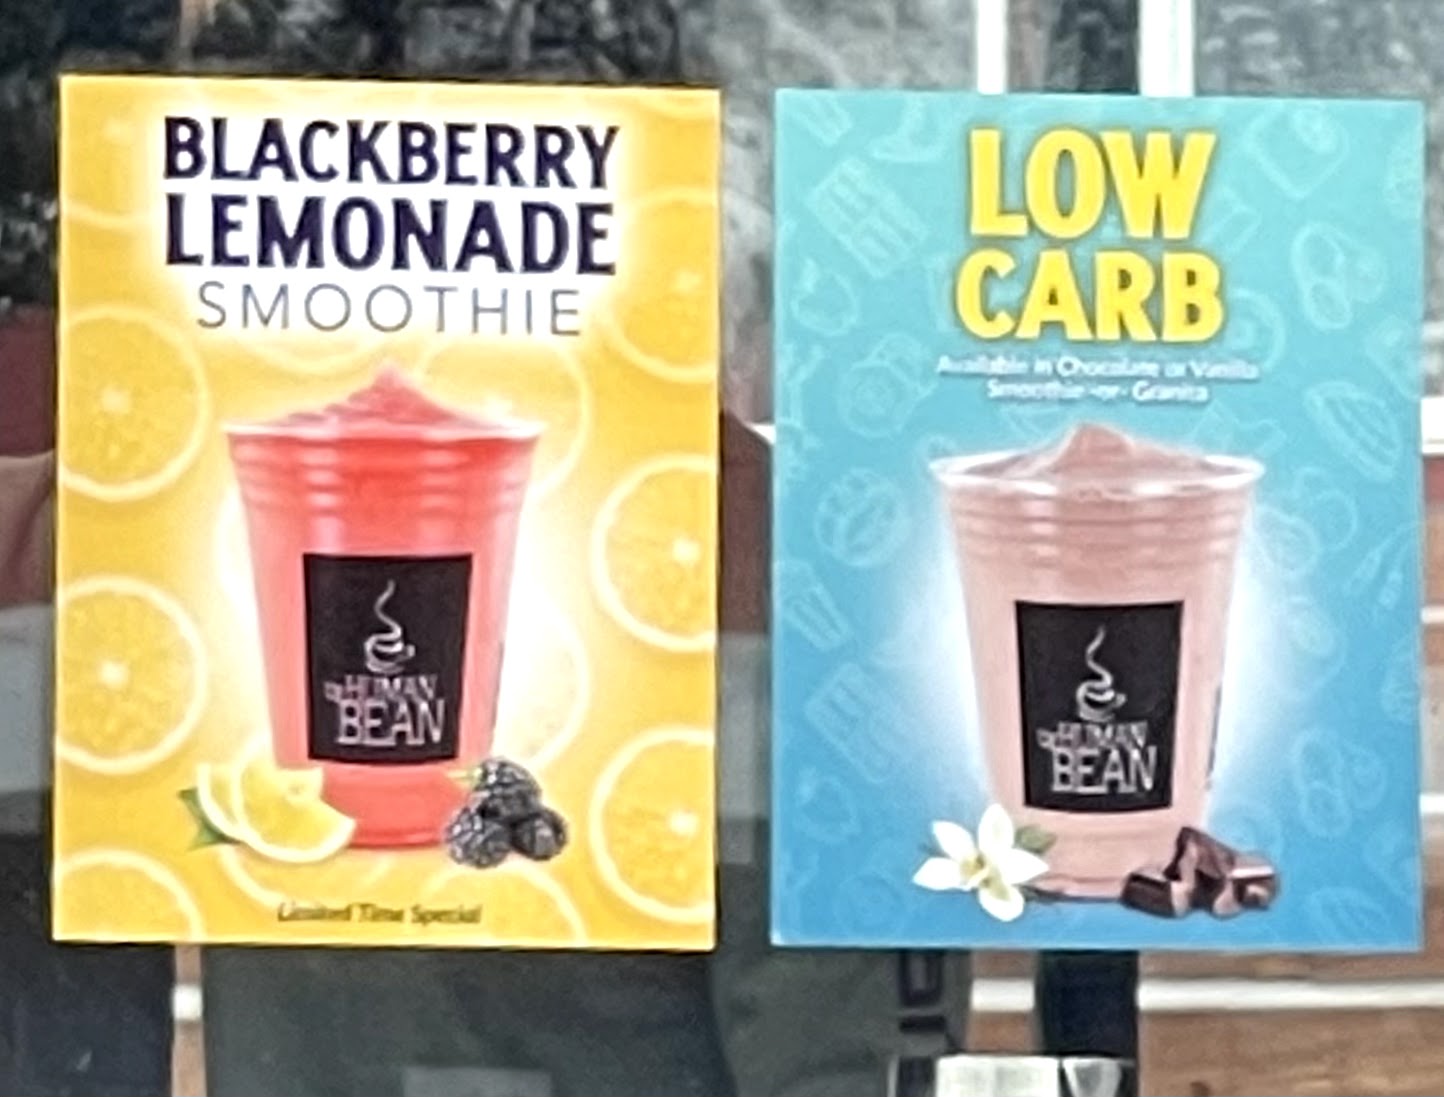 BLACKBERRY
LEMONADE
SMOOTHIE
THE HUMAN
BEAN
Limited Time Special
LOW
CARB
Available in Chocolate or Vanilla
Smoothie -or- Granita
THE HUMAN
BEAN